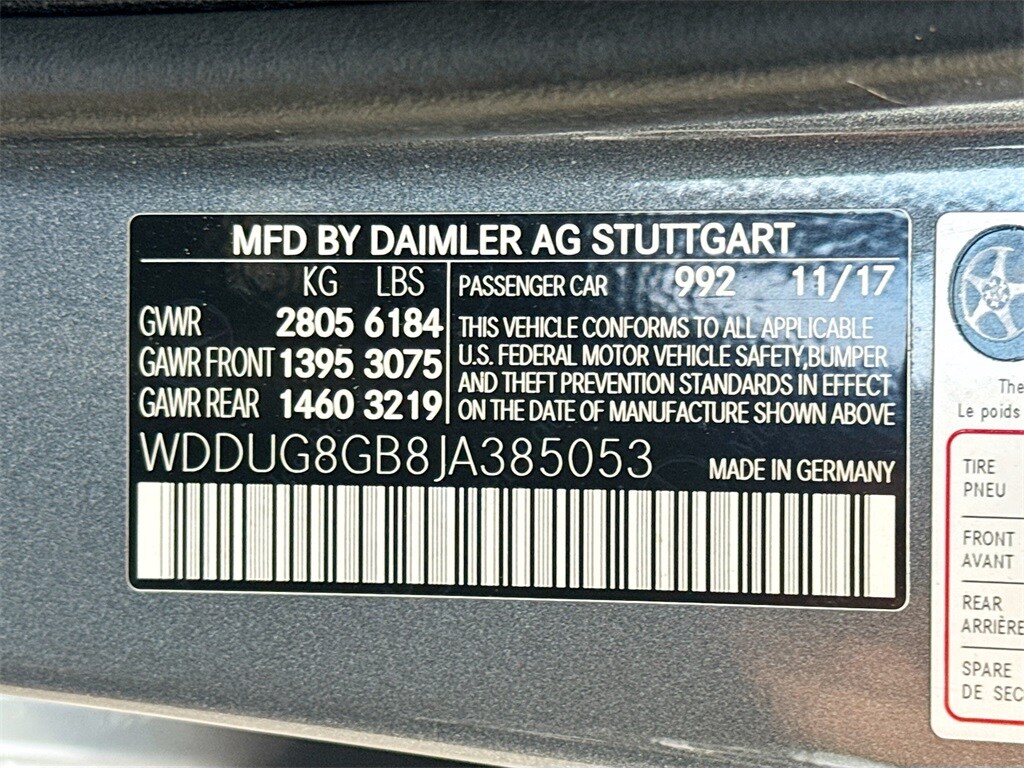 MFD BY DAIMLER AG STUTTGART
KG LBS
GVWR 2805 6184
GAWR FRONT 1395 3075
GAWR REAR 1460 3219
PASSENGER CAR 992 11/17
THIS VEHICLE CONFORMS TO ALL APPLICABLE
U.S. FEDERAL MOTOR VEHICLE SAFETY, BUMPER
AND THEFT PREVENTION STANDARDS IN EFFECT
ON THE DATE OF MANUFACTURE SHOWN ABOVE
WDDUG8GB8JA385053
MADE IN GERMANY
The
Le poids
TIRE
PNEU
FRONT
AVANT
REAR
ARRIÈRE
SPARE
DE SEC